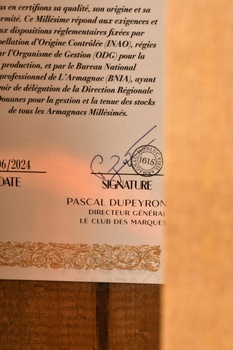 ns en certifions sa qualité, son origine et sa
ormité. Ce Millésime répond aux exigences et
ux dispositions réglementaires fixées par
pellation d'Origine Contrôlée (INAO), régies
r l'Organisme de Gestion (ODG) pour la
production, et par le Bureau National
professionnel de L'Armagnac (BNIA), ayant
voir de délégation de la Direction Régionale
Douanes pour la gestion et la tenue des stocks
de tous les Armagnacs Millésimés.
06/2024
1615
DATE
SIGNATURE
PASCAL DUPEYRON
DIRECTEUR GÉNÉRAL
LE CLUB DES MARQUES